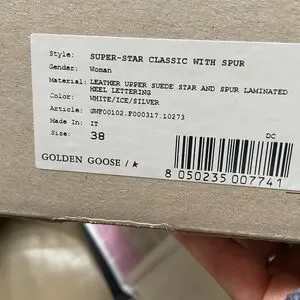 Style: SUPER-STAR CLASSIC WITH SPUR
Gender: Woman
Material: LEATHER UPPER SUEDE STAR AND SPUR LAMINATED
HEEL LETTERING
Color: WHITE/ICE/SILVER
Article: GWF00102.F000317.10273
Made In: IT
Size: 38
DC
GOLDEN GOOSE /★
8 050235 007741